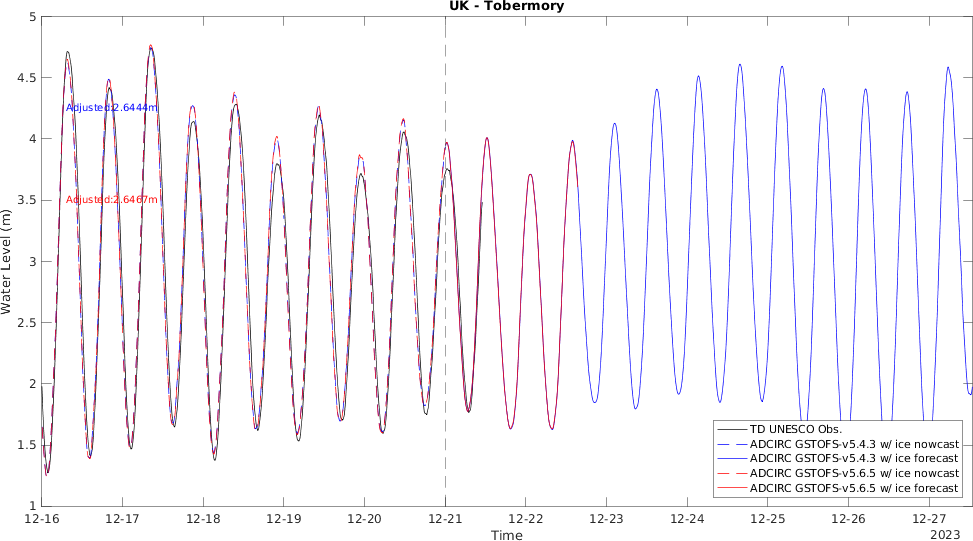 UK - Tobermory
5
4.5
Adjusted:2.6444m
4
3.5
Adjusted:2.6467m
3
2.5
2
1.5
1
Water Level (m)
TD UNESCO Obs.
ADCIRC GSTOFS-v5.4.3 w/ ice nowcast
ADCIRC GSTOFS-v5.4.3 w/ ice forecast
ADCIRC GSTOFS-v5.6.5 w/ ice nowcast
ADCIRC GSTOFS-v5.6.5 w/ ice forecast
12-16 12-17 12-18 12-19 12-20 12-21 12-22 12-23 12-24 12-25 12-26 12-27
Time
2023